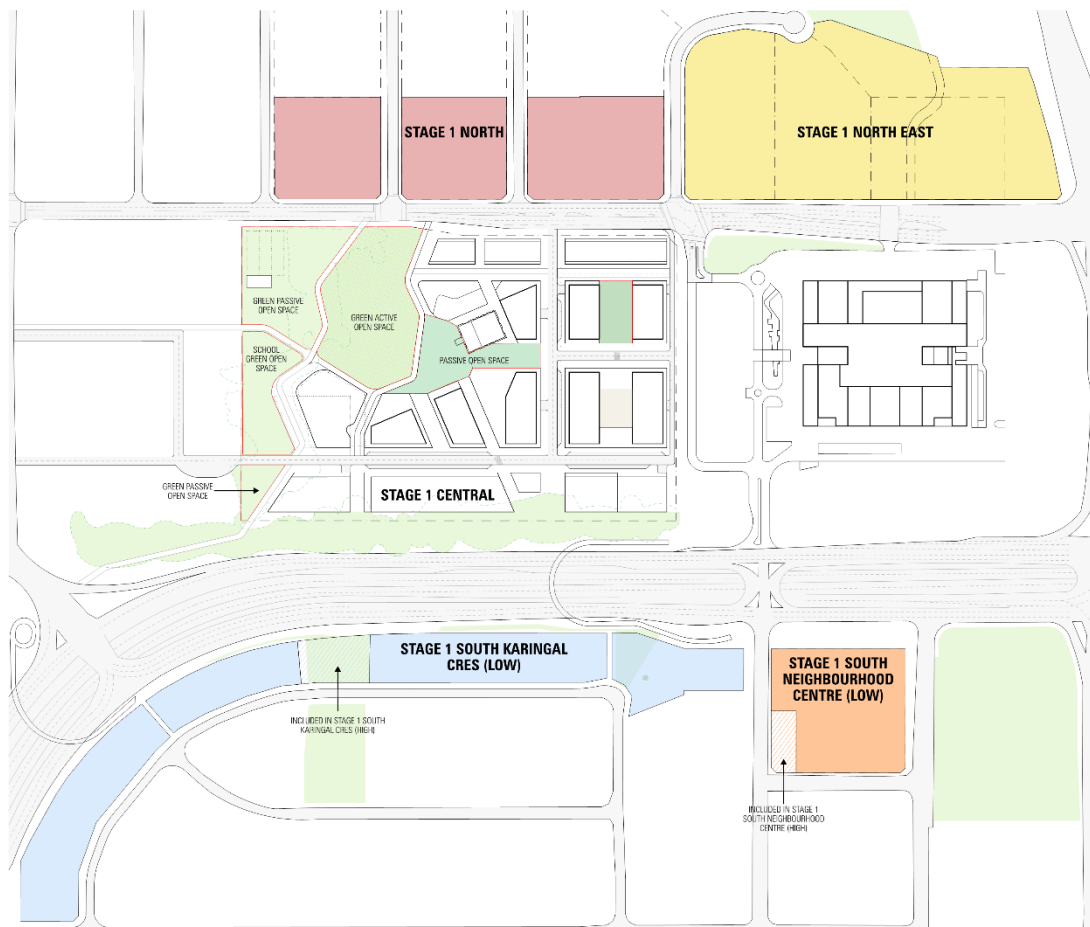 STAGE 1 NORTH
STAGE 1 NORTH EAST
GREEN PASSIVE
OPEN SPACE
GREEN ACTIVE
OPEN SPACE
SCHOOL
GREEN OPEN
SPACE
PASSIVE OPEN SPACE
GREEN PASSIVE
OPEN SPACE
STAGE 1 CENTRAL
STAGE 1 SOUTH KARINGAL
CRES (LOW)
STAGE 1 SOUTH
NEIGHBOURHOOD
CENTRE (LOW)
INCLUDED IN STAGE 1 SOUTH
KARINGAL CRES (HIGH)
INCLUDED IN STAGE 1
SOUTH NEIGHBOURHOOD
CENTRE (HIGH)